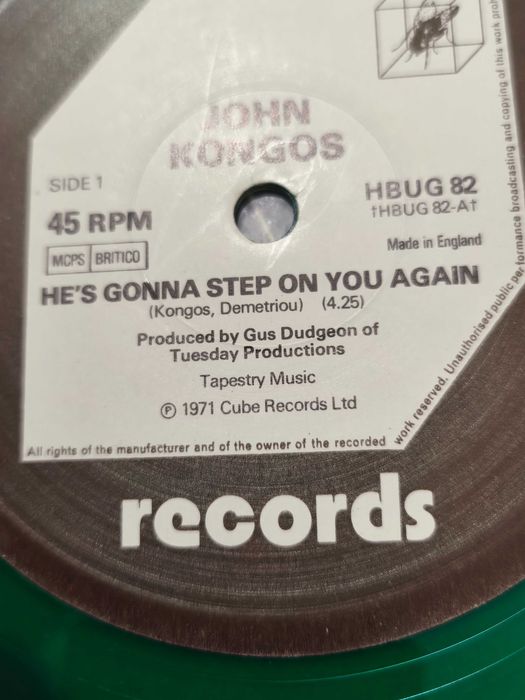 JOHN
KONGOS
SIDE 1
45 RPM
MCPS BRITICO
HBUG 82
†HBUG 82-A†
Made in England
HE'S GONNA STEP ON YOU AGAIN
(Kongos, Demetriou) (4.25)
Produced by Gus Dudgeon of
Tuesday Productions
Tapestry Music
℗ 1971 Cube Records Ltd
All rights of the manufacturer and of the owner of the recorded work reserved. Unauthorised public performance broadcasting and copying of this work
records